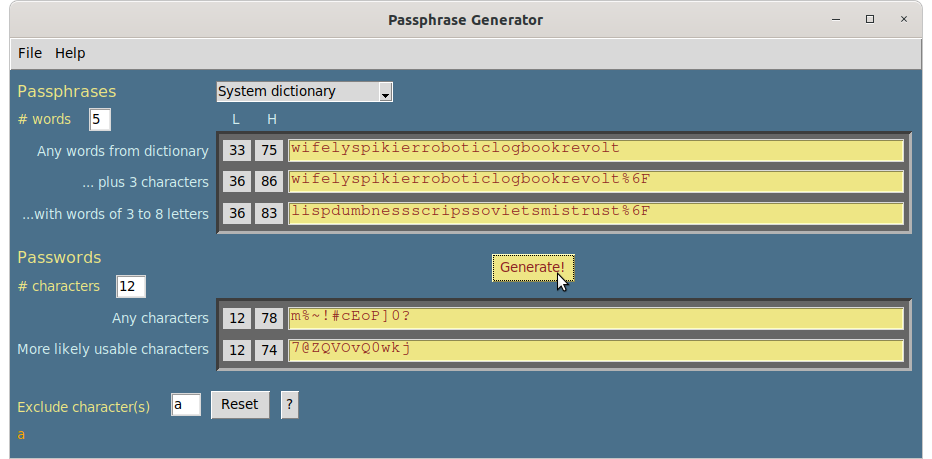 Passphrase Generator
File Help
Passphrases System dictionary
# words 5 L H
Any words from dictionary 33 75 wifelyspikierroboticlogbookrevolt
... plus 3 characters 36 86 wifelyspikierroboticlogbookrevolt%6F
...with words of 3 to 8 letters 36 83 lispdumbnessscripssovietsmistrust%6F
Passwords
Generate!
# characters 12
Any characters 12 78 m%~!#cEoP]0?
More likely usable characters 12 74 7@ZQVOvQ0wkj
Exclude character(s) a Reset ?
a